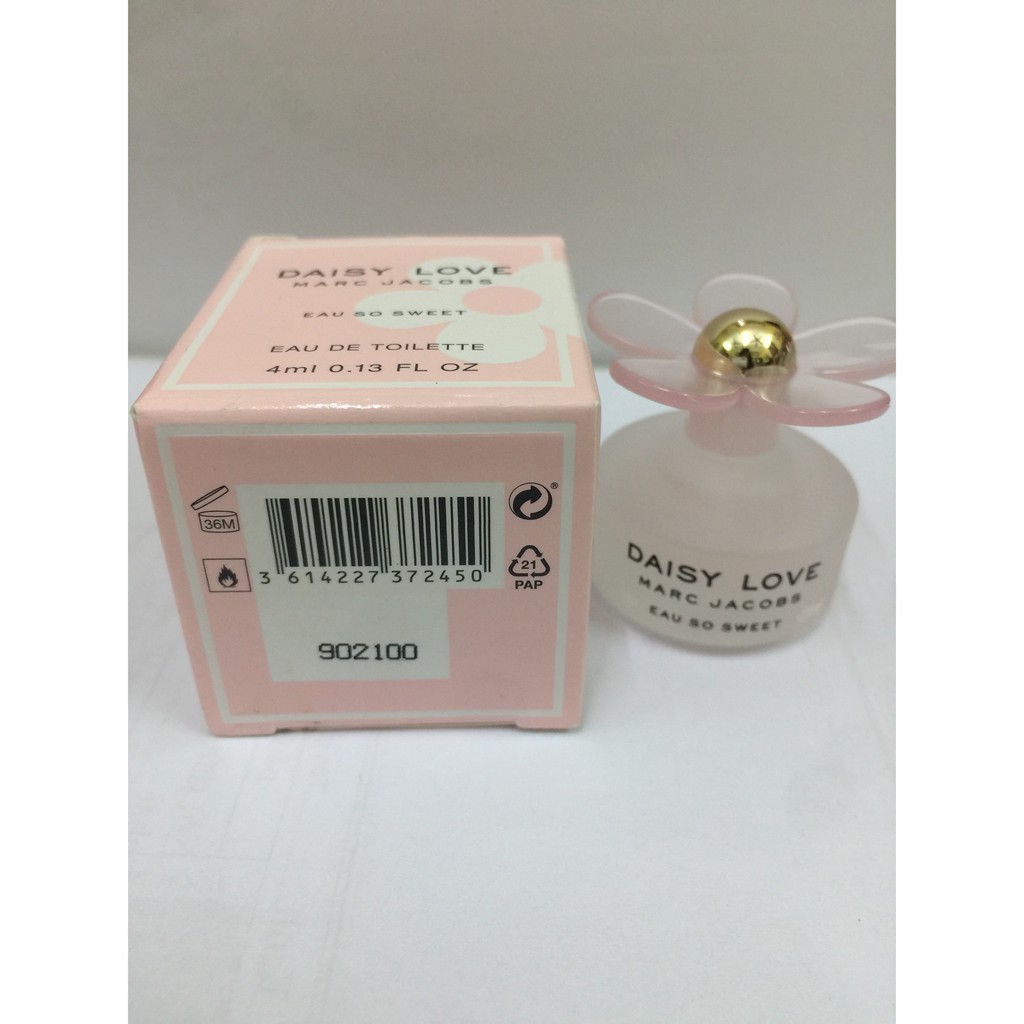 DAISY LOVE
MARC JACOBS
EAU SO SWEET
EAU DE TOILETTE
4ml 0.13 FL OZ
36M
3 614227 372450
®
21
PAP
902100
DAISY LOVE
MARC JACOBS
EAU SO SWEET